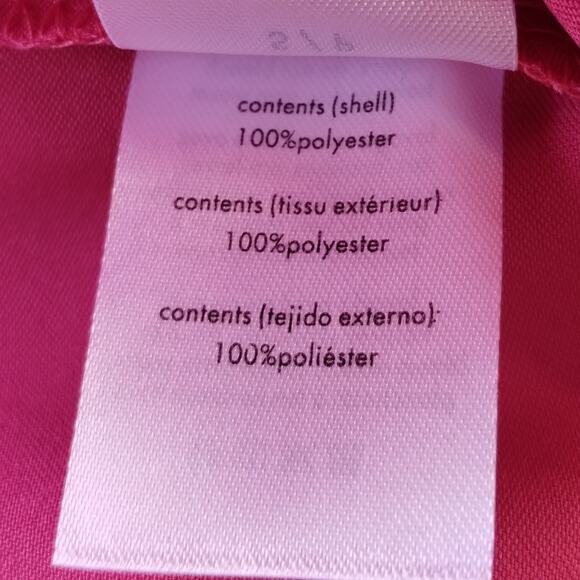 contents (shell)
100%polyester
contents (tissu extérieur)
100%polyester
contents (tejido externo):
100%poliéster